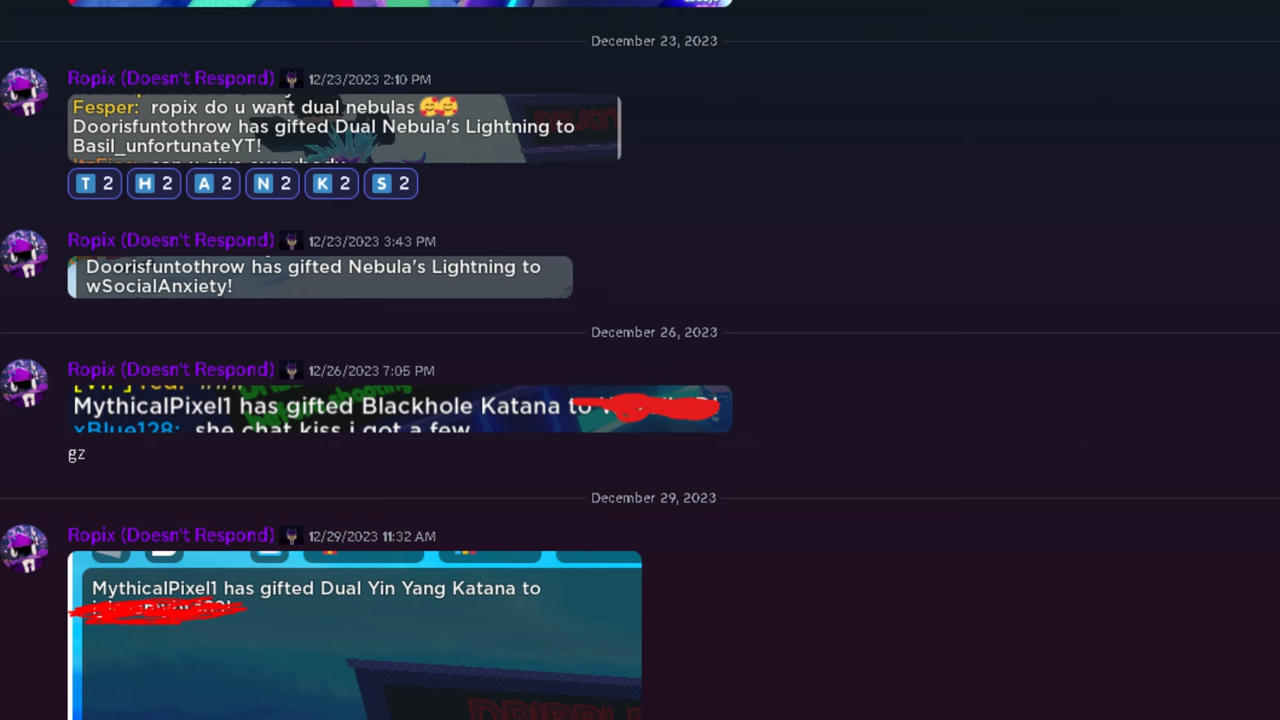 December 23, 2023
Ropix (Doesn't Respond) 12/23/2023 2:10 PM
Fesper: ropix do u want dual nebulas
Doorisfuntothrow has gifted Dual Nebula's Lightning to
Basil_unfortunateYT!
T 2 H 2 A 2 N 2 K 2 S 2
Ropix (Doesn't Respond) 12/23/2023 3:43 PM
Doorisfuntothrow has gifted Nebula's Lightning to
wSocialAnxiety!
December 26, 2023
Ropix (Doesn't Respond) 12/26/2023 7:05 PM
MythicalPixel1 has gifted Blackhole Katana to
xBlue128: she chat kiss i got a few
gz
December 29, 2023
Ropix (Doesn't Respond) 12/29/2023 11:32 AM
MythicalPixel1 has gifted Dual Yin Yang Katana to
DRIBBLE